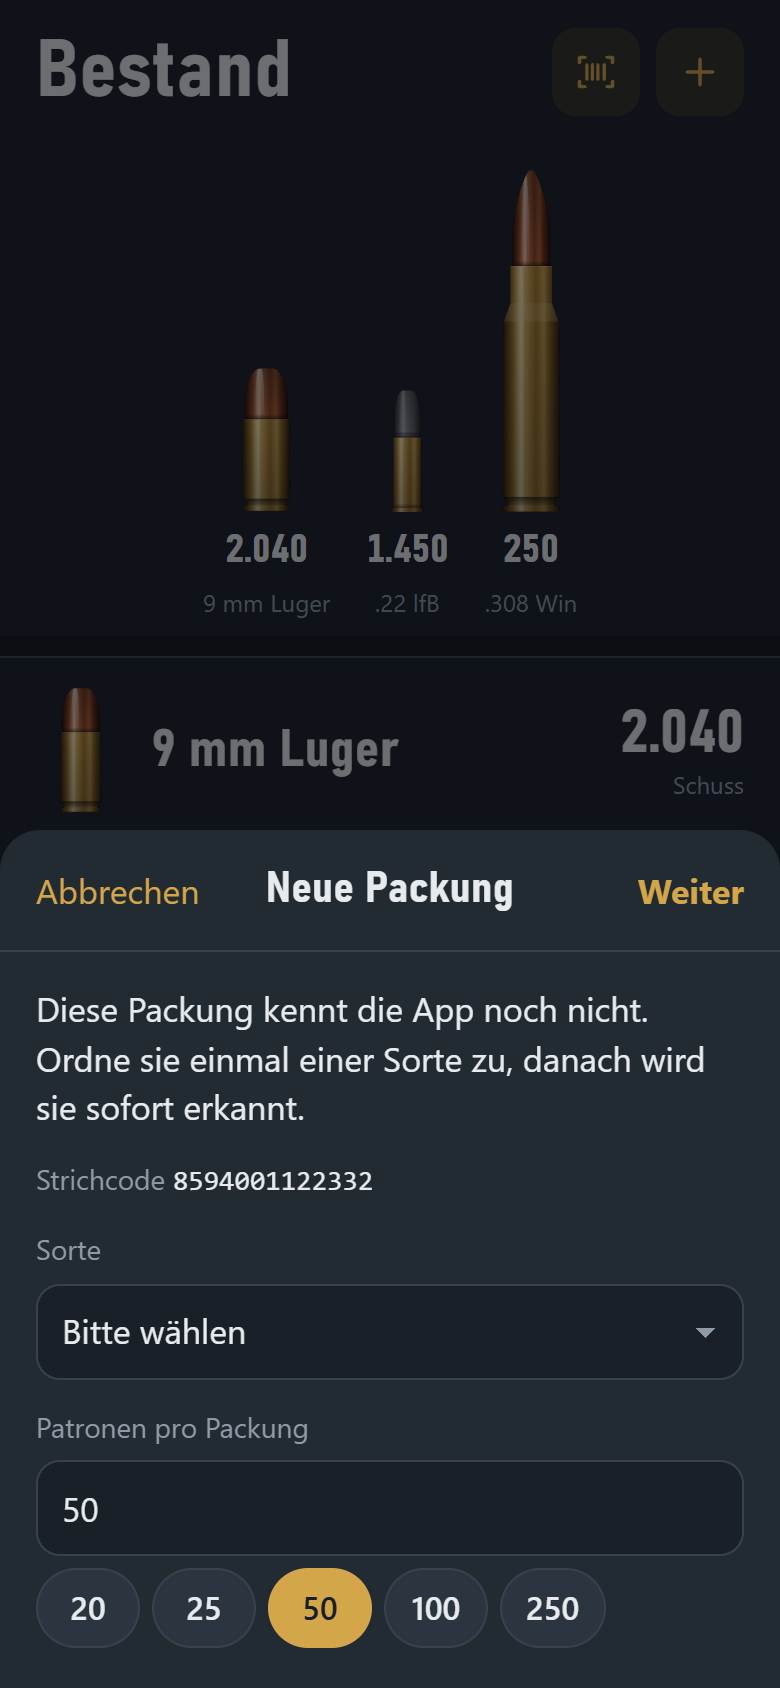 Bestand
2.040
1.450
250
9 mm Luger
.22 lfB
.308 Win
9 mm Luger
2.040
Schuss
Abbrechen
Neue Packung
Weiter
Diese Packung kennt die App noch nicht.
Ordne sie einmal einer Sorte zu, danach wird
sie sofort erkannt.
Strichcode 8594001122332
Sorte
Bitte wählen
Patronen pro Packung
50
20
25
50
100
250